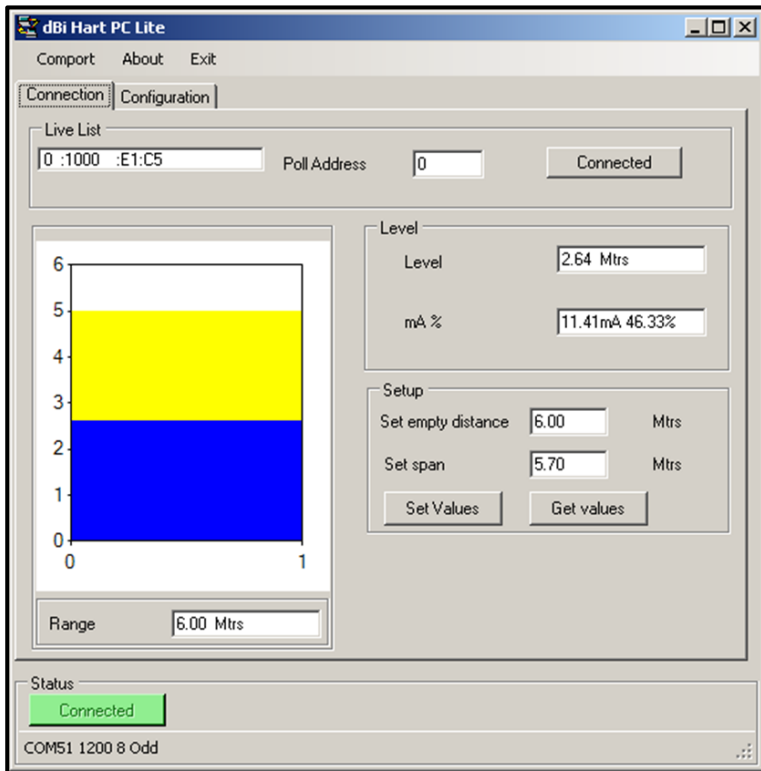 dBi Hart PC Lite
Comport About Exit
Connection Configuration
Live List
0 :1000 :E1:C5 Poll Address 0 Connected
Level
Level 2.64 Mtrs
mA % 11.41mA 46.33%
6
5
4
3
2
1
0
0 1
Range 6.00 Mtrs
Setup
Set empty distance 6.00 Mtrs
Set span 5.70 Mtrs
Set Values Get values
Status
Connected
COM51 1200 8 Odd